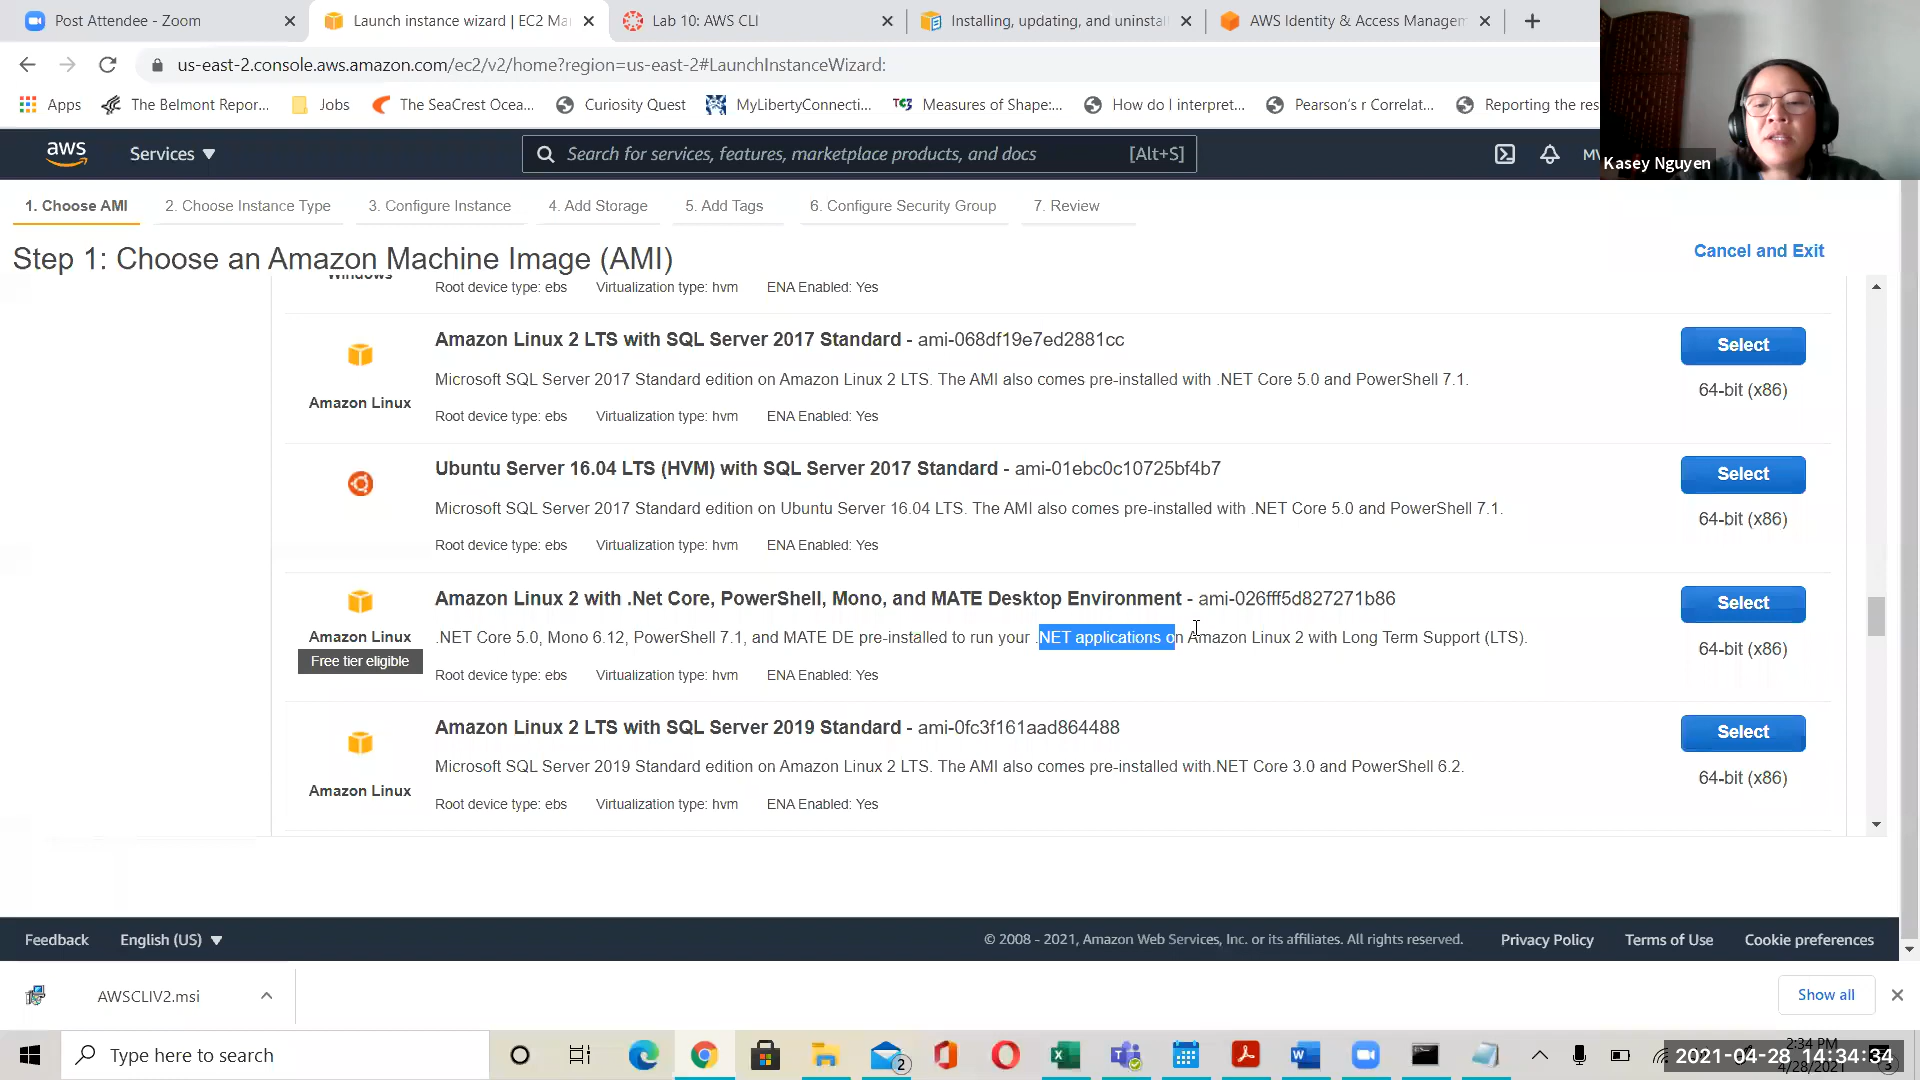 Post Attendee - Zoom
Launch instance wizard | EC2 Ma
Lab 10: AWS CLI
Installing, updating, and uninstal
AWS Identity & Access Managem
us-east-2.console.aws.amazon.com/ec2/v2/home?region=us-east-2#LaunchInstanceWizard:
Apps
The Belmont Repor...
Jobs
The SeaCrest Ocea...
Curiosity Quest
MyLibertyConnecti...
TC3
Measures of Shape:...
How do I interpret...
Pearson's r Correlat...
Reporting the res
Kasey Nguyen
aws
Services
Search for services, features, marketplace products, and docs
[Alt+S]
1. Choose AMI
2. Choose Instance Type
3. Configure Instance
4. Add Storage
5. Add Tags
6. Configure Security Group
7. Review
Step 1: Choose an Amazon Machine Image (AMI)
Cancel and Exit
Windows
Root device type: ebs Virtualization type: hvm ENA Enabled: Yes
Amazon Linux 2 LTS with SQL Server 2017 Standard - ami-068df19e7ed2881cc
Select
Microsoft SQL Server 2017 Standard edition on Amazon Linux 2 LTS. The AMI also comes pre-installed with .NET Core 5.0 and PowerShell 7.1.
64-bit (x86)
Amazon Linux
Root device type: ebs Virtualization type: hvm ENA Enabled: Yes
Ubuntu Server 16.04 LTS (HVM) with SQL Server 2017 Standard - ami-01ebc0c10725bf4b7
Select
Microsoft SQL Server 2017 Standard edition on Ubuntu Server 16.04 LTS. The AMI also comes pre-installed with .NET Core 5.0 and PowerShell 7.1.
64-bit (x86)
Root device type: ebs Virtualization type: hvm ENA Enabled: Yes
Amazon Linux 2 with .Net Core, PowerShell, Mono, and MATE Desktop Environment - ami-026fff5d827271b86
Select
Amazon Linux
.NET Core 5.0, Mono 6.12, PowerShell 7.1, and MATE DE pre-installed to run your .NET applications on Amazon Linux 2 with Long Term Support (LTS).
64-bit (x86)
Free tier eligible
Root device type: ebs Virtualization type: hvm ENA Enabled: Yes
Amazon Linux 2 LTS with SQL Server 2019 Standard - ami-0fc3f161aad864488
Select
Microsoft SQL Server 2019 Standard edition on Amazon Linux 2 LTS. The AMI also comes pre-installed with.NET Core 3.0 and PowerShell 6.2.
64-bit (x86)
Amazon Linux
Root device type: ebs Virtualization type: hvm ENA Enabled: Yes
Feedback
English (US)
© 2008 - 2021, Amazon Web Services, Inc. or its affiliates. All rights reserved.
Privacy Policy
Terms of Use
Cookie preferences
AWSCLIV2.msi
Show all
Type here to search
2
2:34 PM
4/28/2021
2021-04-28 14:34:34